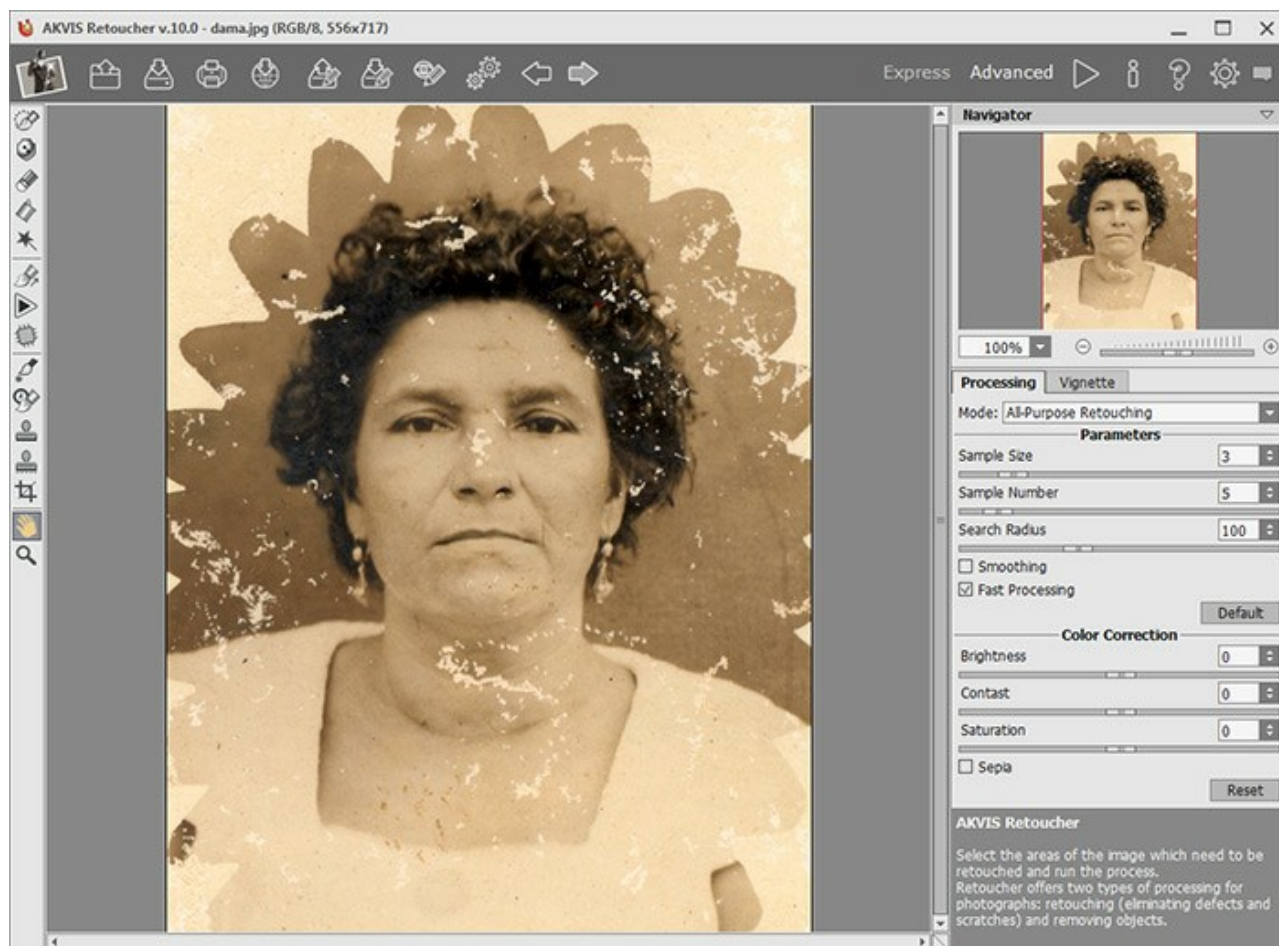 AKVIS Retoucher v.10.0 - dama.jpg (RGB/8, 556x717)
Express Advanced
Navigator
100%
Processing Vignette
Mode: All-Purpose Retouching
Parameters
Sample Size 3
Sample Number 5
Search Radius 100
Smoothing
Fast Processing
Default
Color Correction
Brightness 0
Contast 0
Saturation 0
Sepia
Reset
AKVIS Retoucher
Select the areas of the image which need to be
retouched and run the process.
Retoucher offers two types of processing for
photographs: retouching (eliminating defects and
scratches) and removing objects.